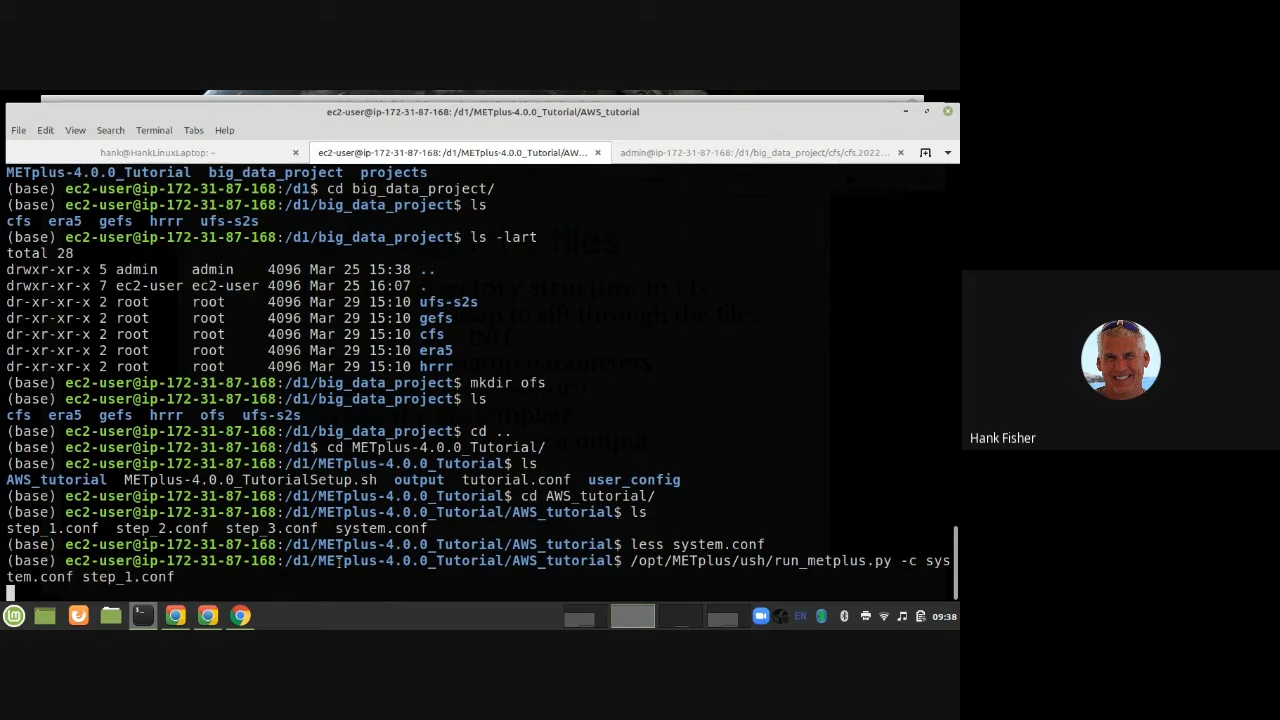 ec2-user@ip-172-31-87-168: /d1/METplus-4.0.0_Tutorial/AWS_tutorial
File Edit View Search Terminal Tabs Help
hank@HankLinuxLaptop: ~ × ec2-user@ip-172-31-87-168: /d1/METplus-4.0.0_Tutorial/AW... × admin@ip-172-31-87-168: /d1/big_data_project/cfs/cfs.2022... ×
METplus-4.0.0_Tutorial big_data_project projects
(base) ec2-user@ip-172-31-87-168:/d1$ cd big_data_project/
(base) ec2-user@ip-172-31-87-168:/d1/big_data_project$ ls
cfs era5 gefs hrrr ufs-s2s
(base) ec2-user@ip-172-31-87-168:/d1/big_data_project$ ls -lart
total 28
drwxr-xr-x 5 admin admin 4096 Mar 25 15:38 ..
drwxr-xr-x 7 ec2-user ec2-user 4096 Mar 25 16:07 .
dr-xr-xr-x 2 root root 4096 Mar 29 15:10 ufs-s2s
dr-xr-xr-x 2 root root 4096 Mar 29 15:10 gefs
dr-xr-xr-x 2 root root 4096 Mar 29 15:10 cfs
dr-xr-xr-x 2 root root 4096 Mar 29 15:10 era5
dr-xr-xr-x 2 root root 4096 Mar 29 15:10 hrrr
(base) ec2-user@ip-172-31-87-168:/d1/big_data_project$ mkdir ofs
(base) ec2-user@ip-172-31-87-168:/d1/big_data_project$ ls
cfs era5 gefs hrrr ofs ufs-s2s
(base) ec2-user@ip-172-31-87-168:/d1/big_data_project$ cd ..
(base) ec2-user@ip-172-31-87-168:/d1$ cd METplus-4.0.0_Tutorial/
(base) ec2-user@ip-172-31-87-168:/d1/METplus-4.0.0_Tutorial$ ls
AWS_tutorial METplus-4.0.0_TutorialSetup.sh output tutorial.conf user_config
(base) ec2-user@ip-172-31-87-168:/d1/METplus-4.0.0_Tutorial$ cd AWS_tutorial/
(base) ec2-user@ip-172-31-87-168:/d1/METplus-4.0.0_Tutorial/AWS_tutorial$ ls
step_1.conf step_2.conf step_3.conf system.conf
(base) ec2-user@ip-172-31-87-168:/d1/METplus-4.0.0_Tutorial/AWS_tutorial$ less system.conf
(base) ec2-user@ip-172-31-87-168:/d1/METplus-4.0.0_Tutorial/AWS_tutorial$ /opt/METplus/ush/run_metplus.py -c sys
tem.conf step_1.conf
EN 09:38
Hank Fisher